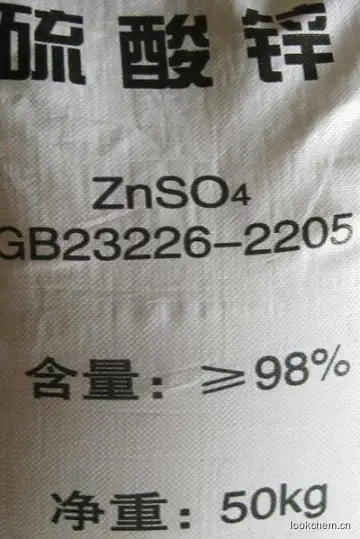 硫酸锌
ZnSO4
GB23226-2205
含量：≥98%
净重：50kg
lookchem.cn